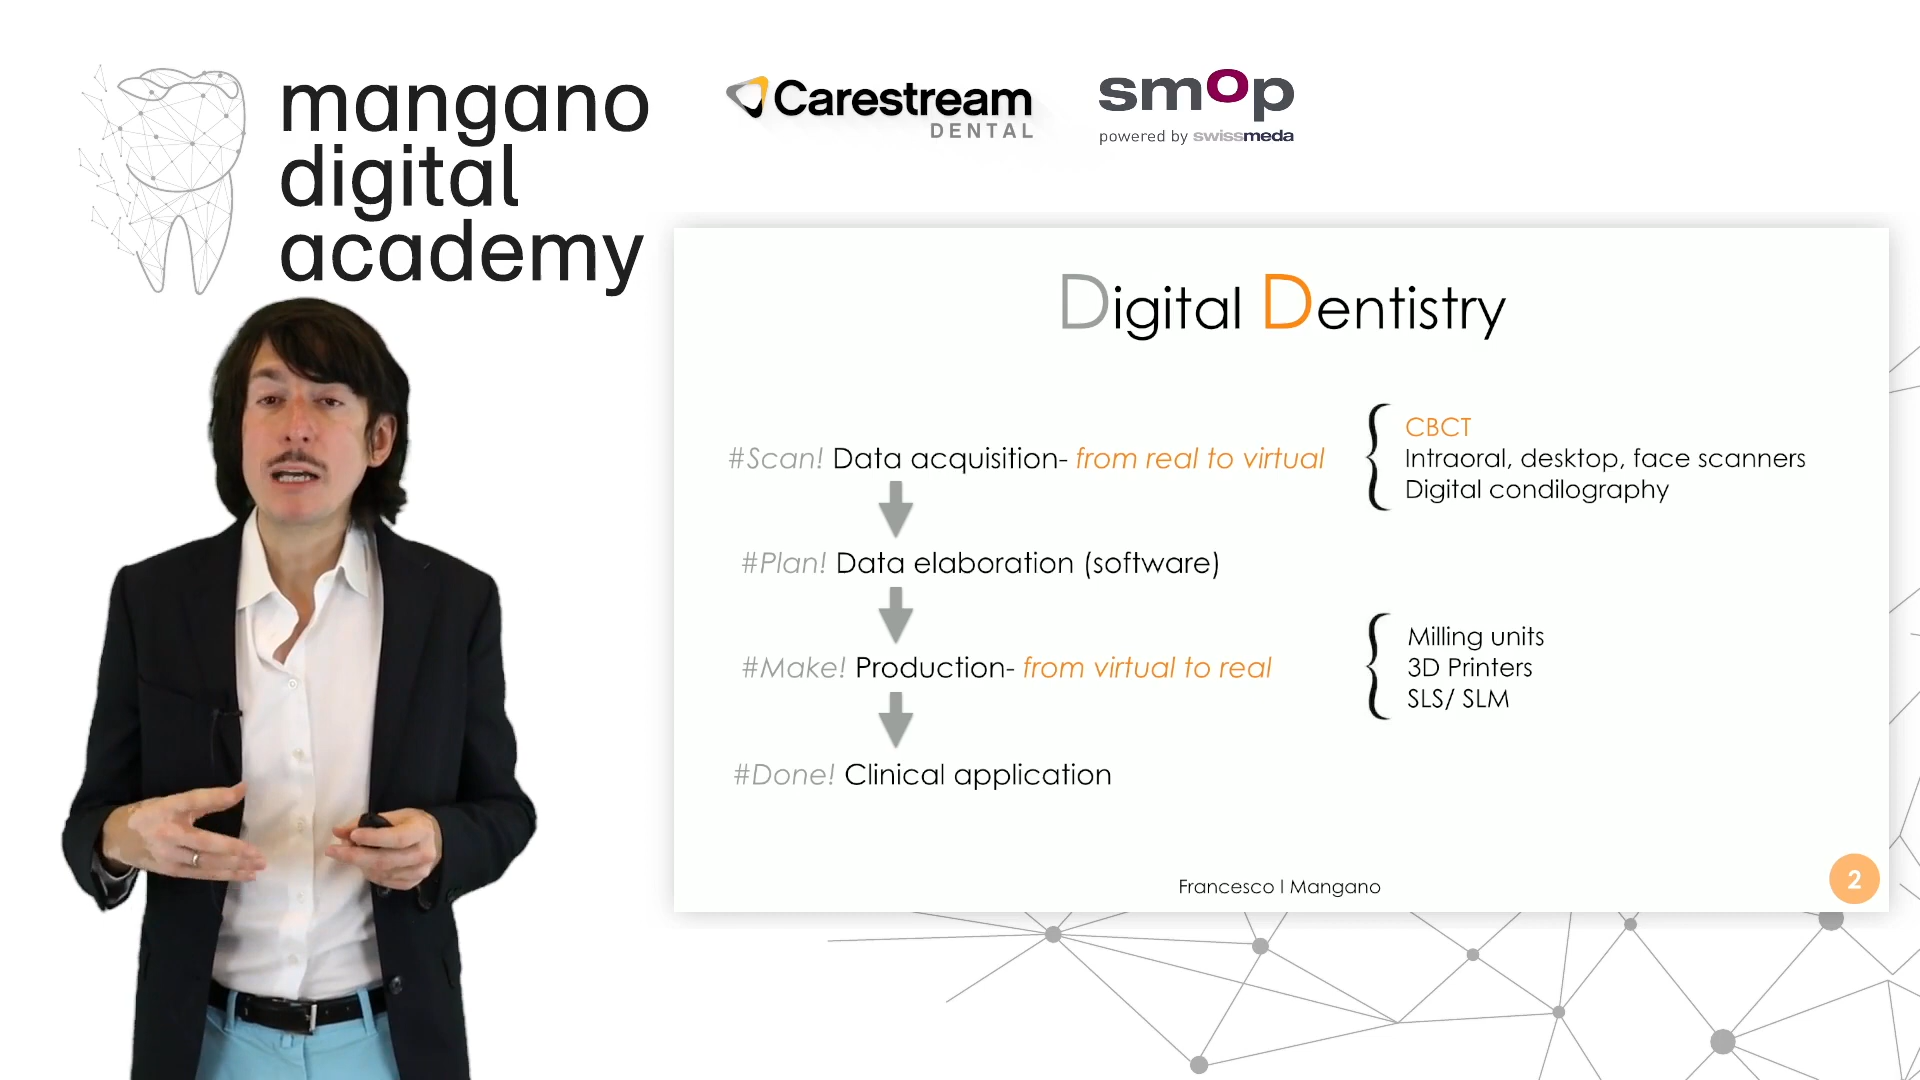 mangano
digital
academy
Carestream
DENTAL
smop
powered by swissmeda
Digital Dentistry
#Scan! Data acquisition- from real to virtual
CBCT
Intraoral, desktop, face scanners
Digital condilography
#Plan! Data elaboration (software)
#Make! Production- from virtual to real
Milling units
3D Printers
SLS/ SLM
#Done! Clinical application
Francesco I Mangano
2